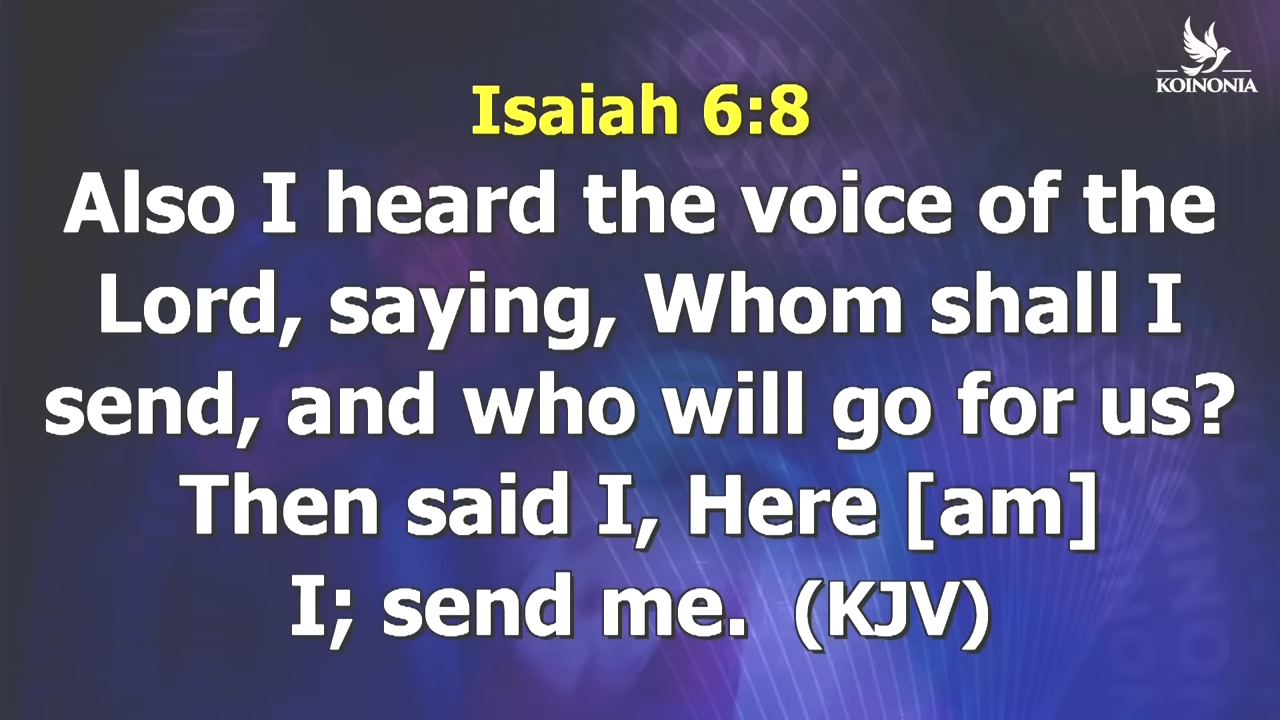 KOINONIA
Isaiah 6:8
Also I heard the voice of the
Lord, saying, Whom shall I
send, and who will go for us?
Then said I, Here [am]
I; send me. (KJV)